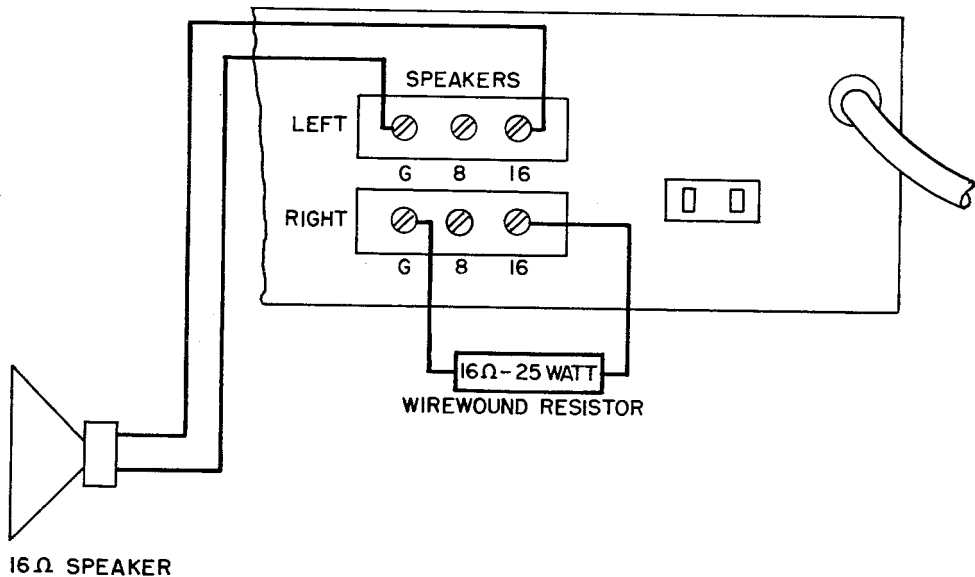 SPEAKERS
LEFT
G 8 16
RIGHT
G 8 16
16Ω-25 WATT
WIREWOUND RESISTOR
16Ω SPEAKER